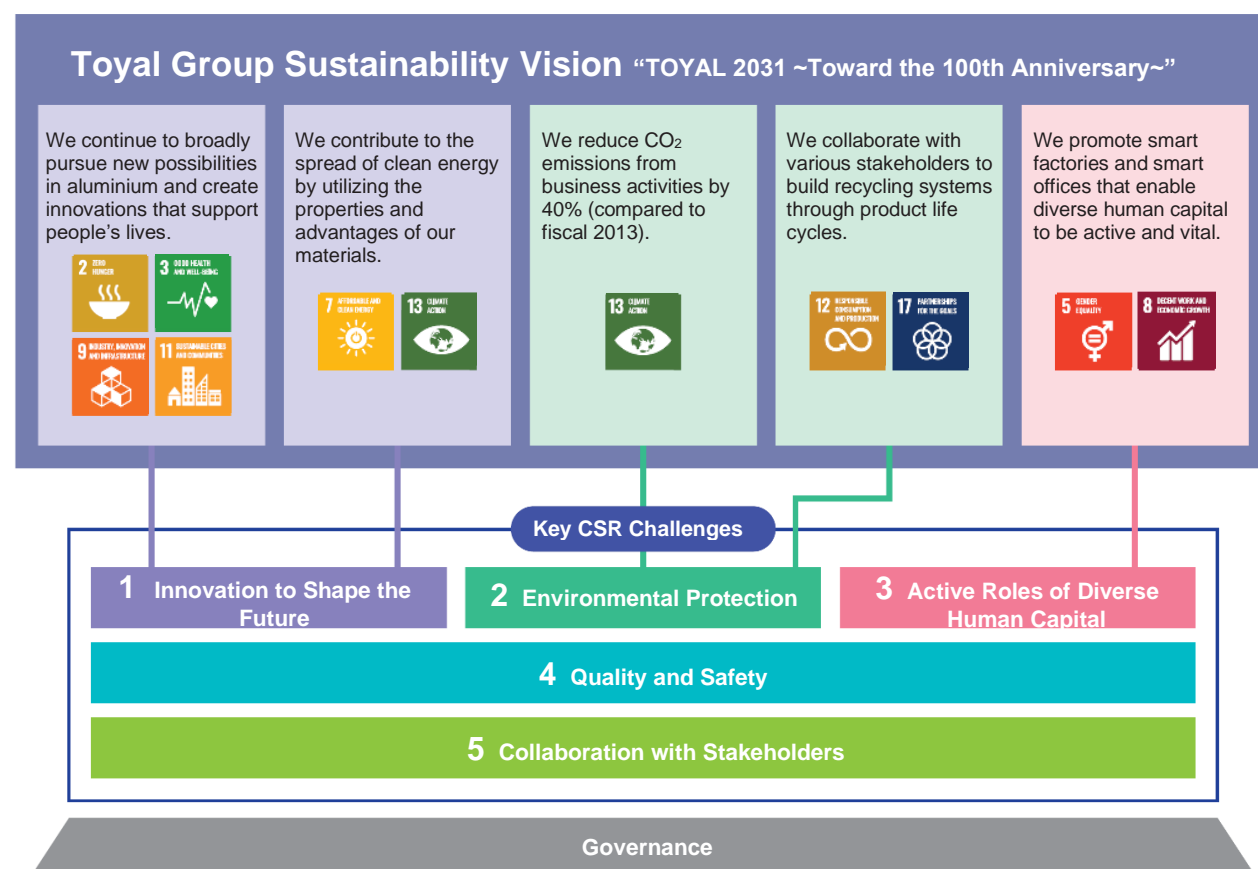 Toyal Group Sustainability Vision “TOYAL 2031 ~Toward the 100th Anniversary~”
We continue to broadly
pursue new possibilities
in aluminium and create
innovations that support
people’s lives.
2 ZERO
HUNGER
3 GOOD HEALTH
AND WELL-BEING
9 INDUSTRY, INNOVATION
AND INFRASTRUCTURE
11 SUSTAINABLE CITIES
AND COMMUNITIES
We contribute to the
spread of clean energy
by utilizing the
properties and
advantages of our
materials.
7 AFFORDABLE AND
CLEAN ENERGY
13 CLIMATE
ACTION
We reduce CO2
emissions from
business activities by
40% (compared to
fiscal 2013).
13 CLIMATE
ACTION
We collaborate with
various stakeholders to
build recycling systems
through product life
cycles.
12 RESPONSIBLE
CONSUMPTION
AND PRODUCTION
17 PARTNERSHIPS
FOR THE GOALS
We promote smart
factories and smart
offices that enable
diverse human capital
to be active and vital.
5 GENDER
EQUALITY
8 DECENT WORK AND
ECONOMIC GROWTH
Key CSR Challenges
1 Innovation to Shape the
Future
2 Environmental Protection
3 Active Roles of Diverse
Human Capital
4 Quality and Safety
5 Collaboration with Stakeholders
Governance